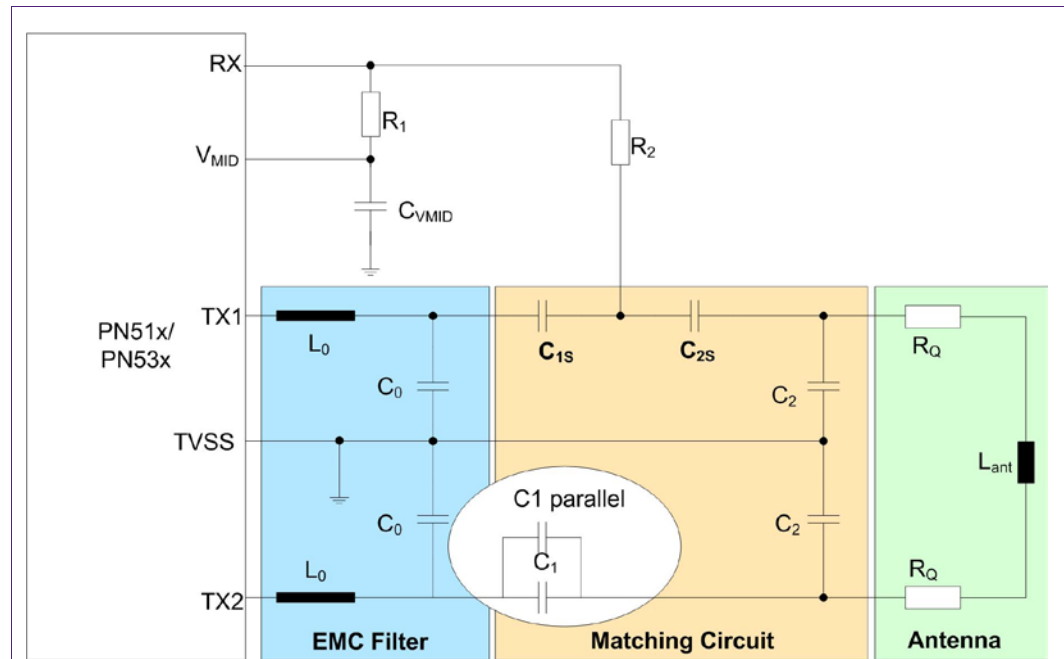 RX
R1
VMID
R2
CVMID
TX1
PN51x/
PN53x
L0
C1S
C2S
RQ
C0
C2
TVSS
Lant
C1 parallel
C0
C2
C1
L0
RQ
TX2
EMC Filter
Matching Circuit
Antenna